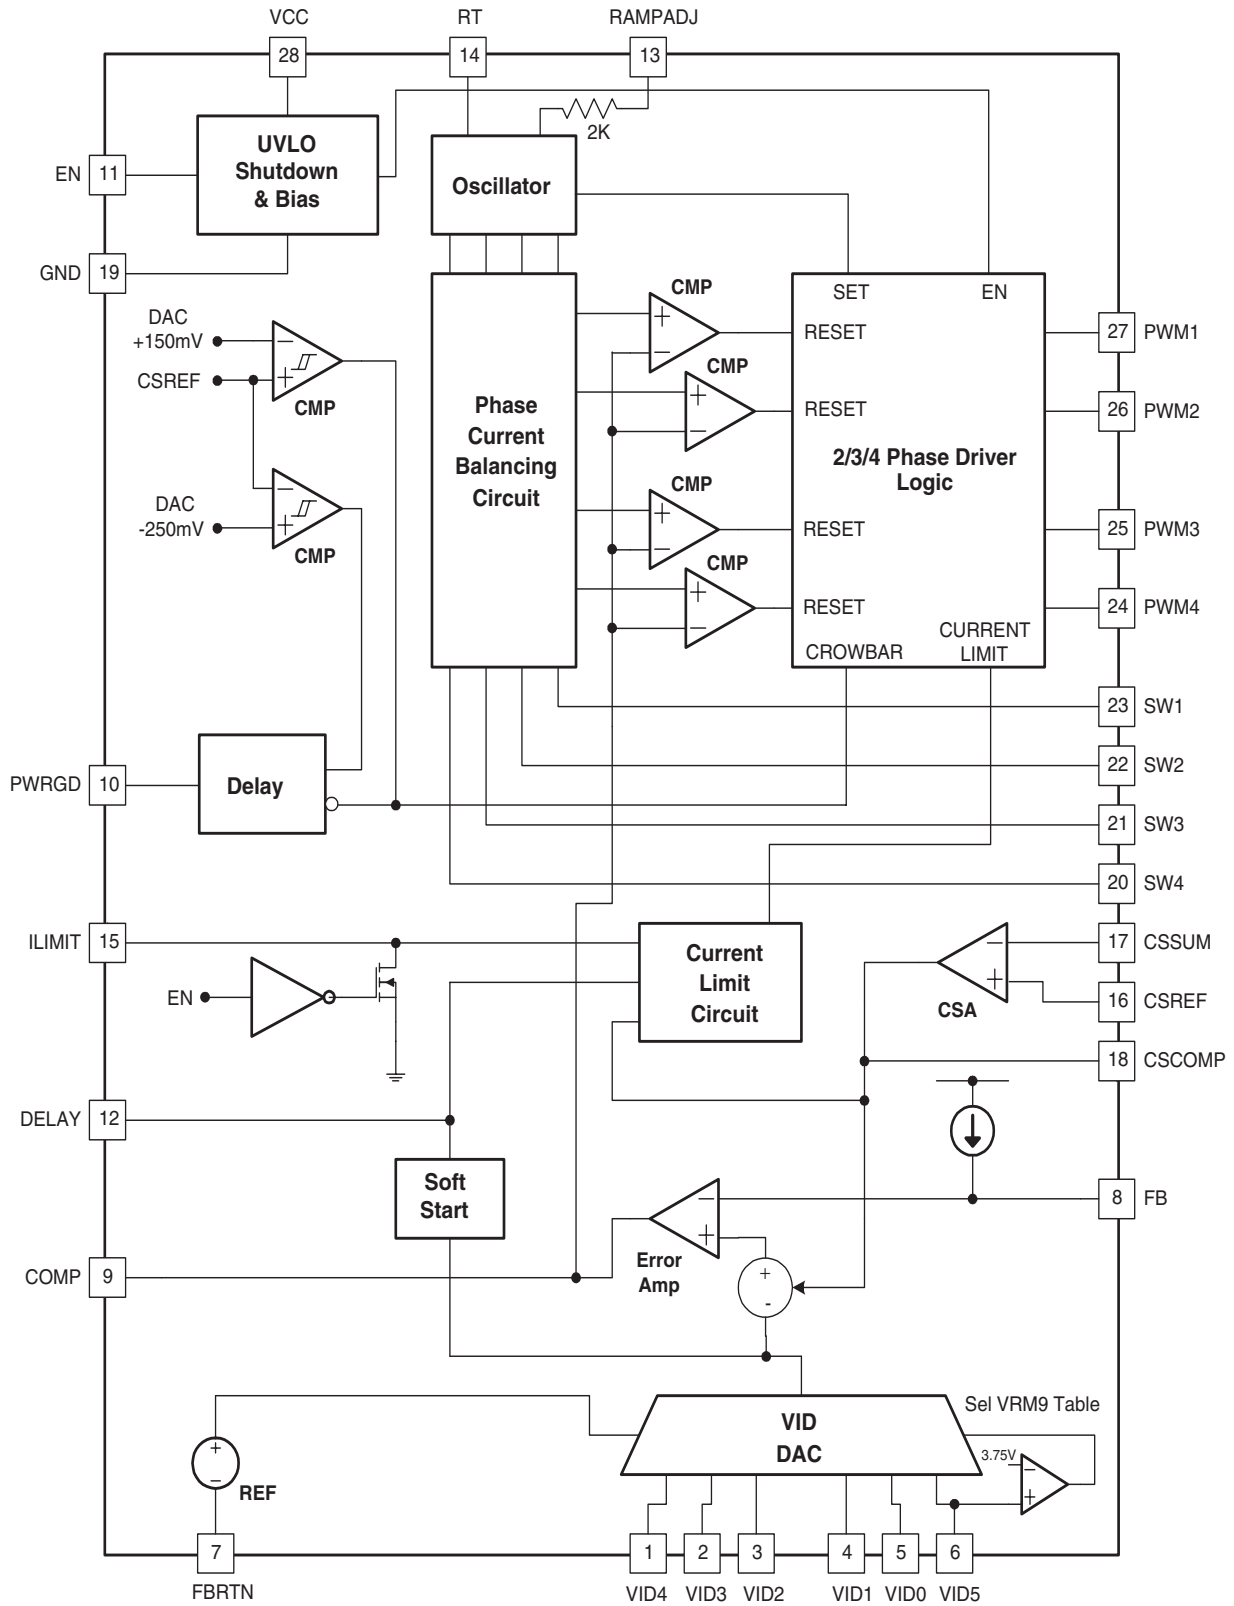 VCC
RT
RAMPADJ
28
14
13
2K
UVLO
Shutdown
& Bias
EN
11
Oscillator
GND
19
SET
EN
DAC
+150mV
CSREF
−
+
CMP
DAC
-250mV
−
+
CMP
Phase
Current
Balancing
Circuit
CMP
+
−
RESET
CMP
+
−
RESET
CMP
+
−
RESET
CMP
+
−
RESET
2/3/4 Phase Driver
Logic
CROWBAR
CURRENT
LIMIT
27
PWM1
26
PWM2
25
PWM3
24
PWM4
23
SW1
22
SW2
21
SW3
20
SW4
PWRGD
10
Delay
ILIMIT
15
EN
Current
Limit
Circuit
−
+
CSA
17
CSSUM
16
CSREF
18
CSCOMP
DELAY
12
Soft
Start
−
+
Error
Amp
8
FB
COMP
9
+
-
VID
DAC
Sel VRM9 Table
3.75V
−
+
+
−
REF
7
1
2
3
4
5
6
FBRTN
VID4
VID3
VID2
VID1
VID0
VID5